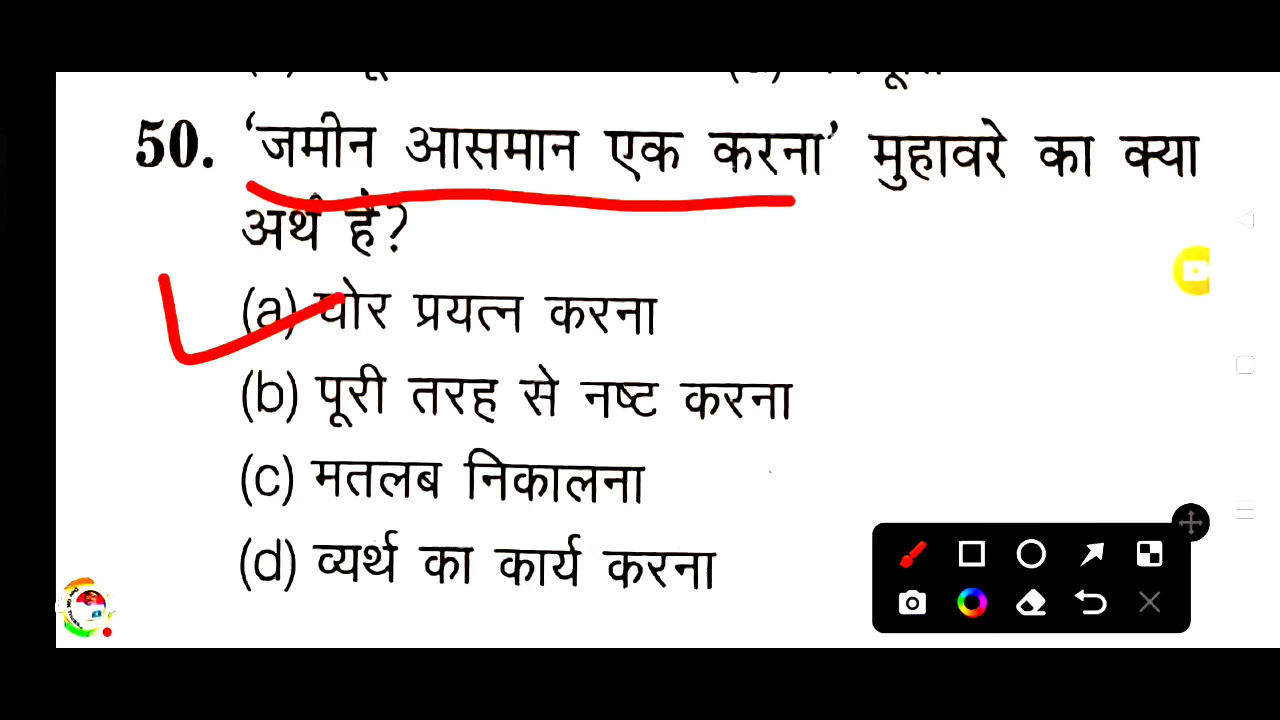 50. ‘जमीन आसमान एक करना’ मुहावरे का क्या
अर्थ है?
(a) घोर प्रयत्न करना
(b) पूरी तरह से नष्ट करना
(c) मतलब निकालना
(d) व्यर्थ का कार्य करना